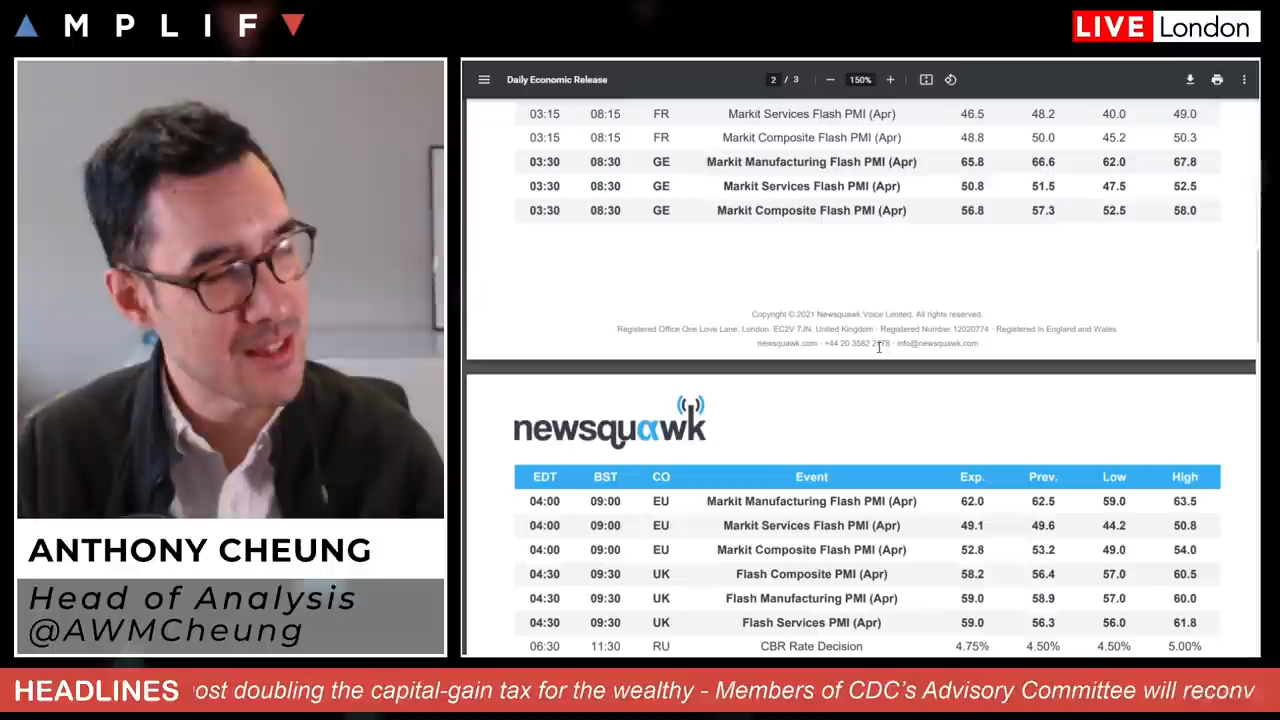 AMPLIFY
LIVE London
Daily Economic Release
2 / 3
150%
03:15 08:15 FR Markit Services Flash PMI (Apr) 46.5 48.2 40.0 49.0
03:15 08:15 FR Markit Composite Flash PMI (Apr) 48.8 50.0 45.2 50.3
03:30 08:30 GE Markit Manufacturing Flash PMI (Apr) 65.8 66.6 62.0 67.8
03:30 08:30 GE Markit Services Flash PMI (Apr) 50.8 51.5 47.5 52.5
03:30 08:30 GE Markit Composite Flash PMI (Apr) 56.8 57.3 52.5 58.0
Copyright © 2021 Newsquawk Voice Limited. All rights reserved.
Registered Office One Love Lane. London. EC2V 7JN. United Kingdom · Registered Number 12020774 · Registered in England and Wales.
newsquawk.com · +44 20 3582 · info@newsquawk.com
newsquawk
EDT BST CO Event Exp. Prev. Low High
04:00 09:00 EU Markit Manufacturing Flash PMI (Apr) 62.0 62.5 59.0 63.5
04:00 09:00 EU Markit Services Flash PMI (Apr) 49.1 49.6 44.2 50.8
04:00 09:00 EU Markit Composite Flash PMI (Apr) 52.8 53.2 49.0 54.0
04:30 09:30 UK Flash Composite PMI (Apr) 58.2 56.4 57.0 60.5
04:30 09:30 UK Flash Manufacturing PMI (Apr) 59.0 58.9 57.0 60.0
04:30 09:30 UK Flash Services PMI (Apr) 59.0 56.3 56.0 61.8
06:30 11:30 RU CBR Rate Decision 4.75% 4.50% 4.50% 5.00%
ANTHONY CHEUNG
Head of Analysis
@AWMCheung
HEADLINES ost doubling the capital-gain tax for the wealthy - Members of CDC's Advisory Committee will reconv